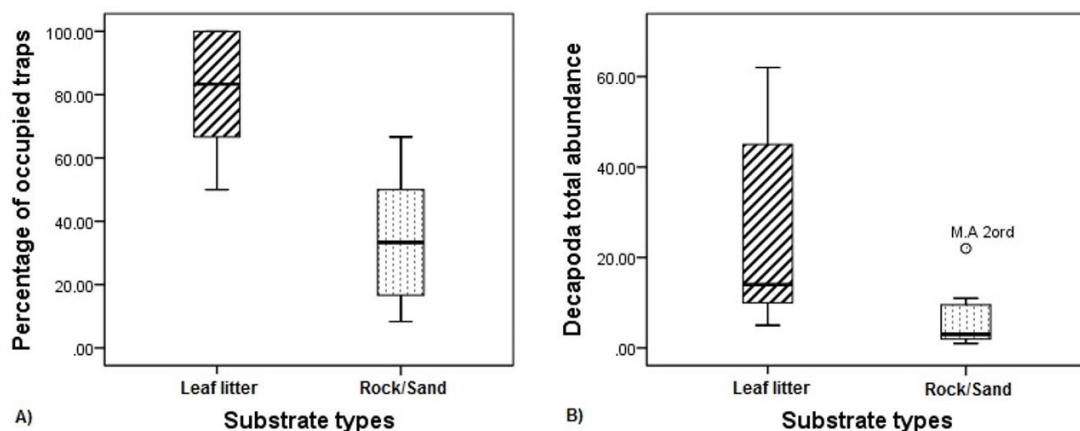 Percentage of occupied traps
100.00
80.00
60.00
40.00
20.00
.00
Leaf litter
Rock/Sand
A)
Substrate types
Decapoda total abundance
60.00
40.00
20.00
.00
M.A 2ord
Leaf litter
Rock/Sand
B)
Substrate types